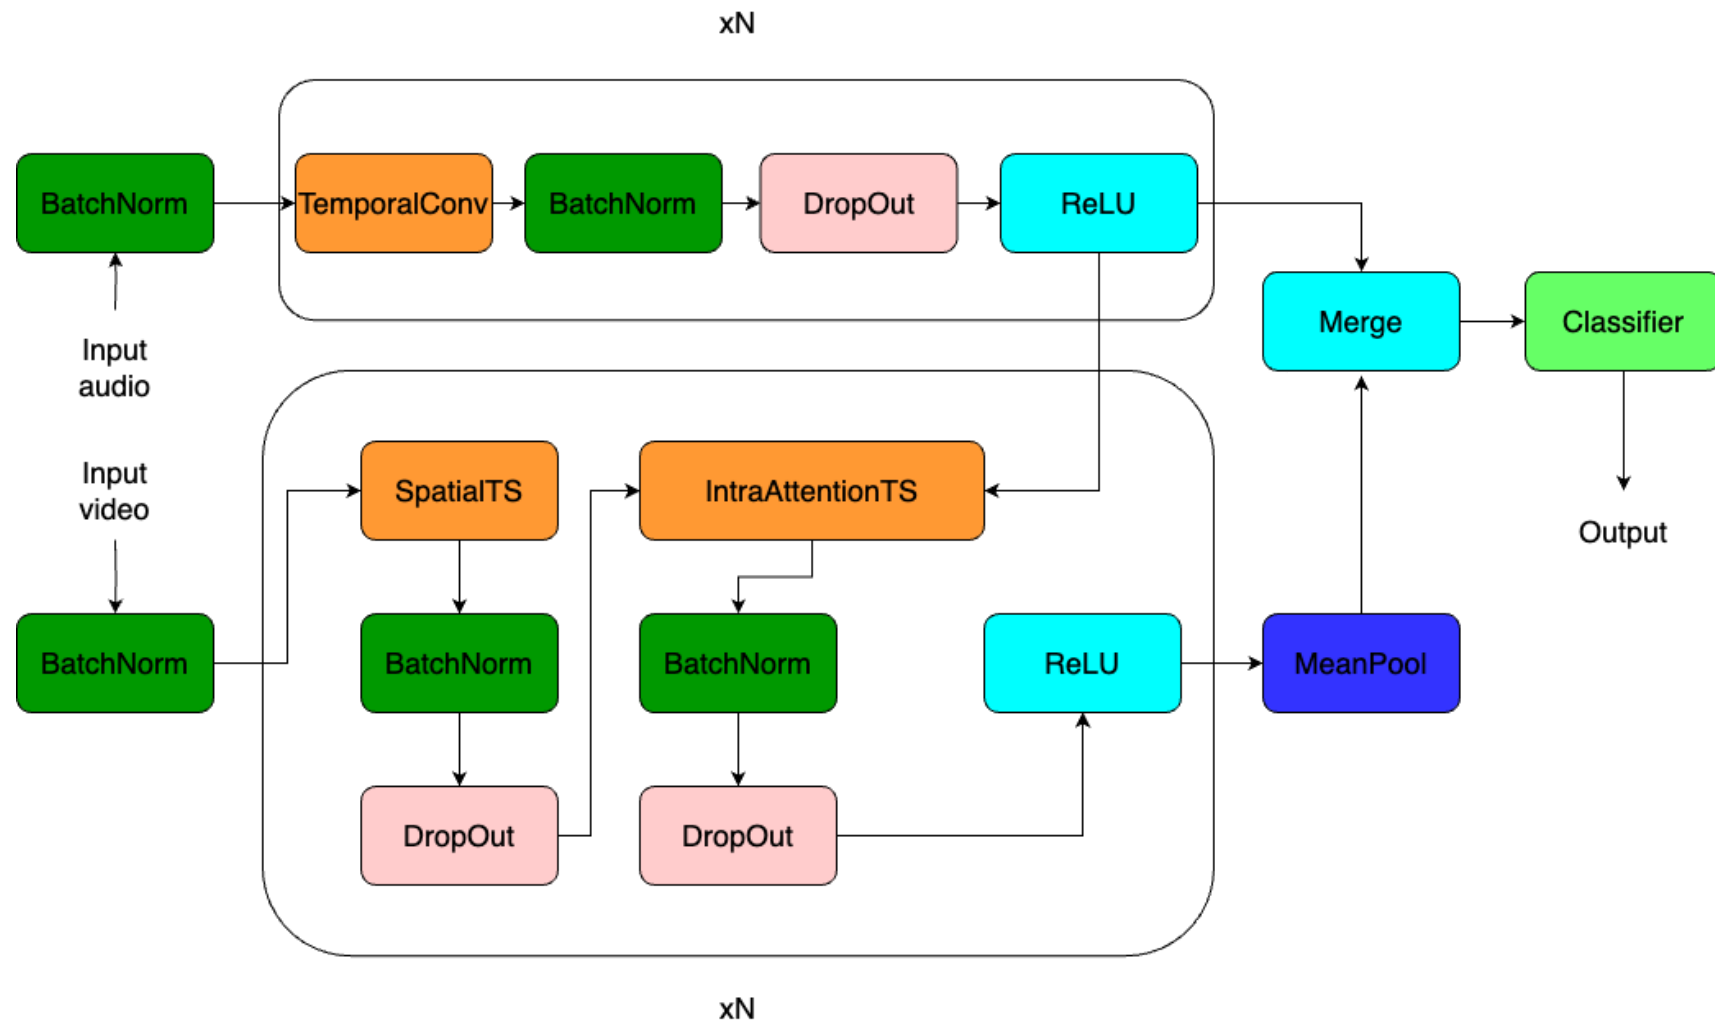 xN
BatchNorm
TemporalConv
BatchNorm
DropOut
ReLU
Input
audio
Merge
Classifier
Input
video
SpatialTS
IntraAttentionTS
Output
BatchNorm
BatchNorm
BatchNorm
ReLU
MeanPool
DropOut
DropOut
xN